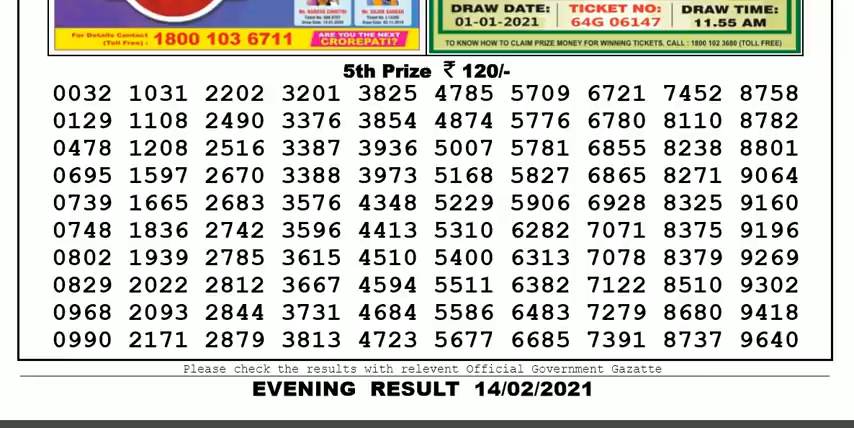 DRAW DATE:
01-01-2021
TICKET NO:
64G 06147
DRAW TIME:
11.55 AM
For Details Contact
(Toll Free) : 1800 103 6711
ARE YOU THE NEXT
CROREPATI?
TO KNOW HOW TO CLAIM PRIZE MONEY FOR WINNING TICKETS, CALL : 1800 102 3680 (TOLL FREE)
5th Prize ₹ 120/-
0032 1031 2202 3201 3825 4785 5709 6721 7452 8758
0129 1108 2490 3376 3854 4874 5776 6780 8110 8782
0478 1208 2516 3387 3936 5007 5781 6855 8238 8801
0695 1597 2670 3388 3973 5168 5827 6865 8271 9064
0739 1665 2683 3576 4348 5229 5906 6928 8325 9160
0748 1836 2742 3596 4413 5310 6282 7071 8375 9196
0802 1939 2785 3615 4510 5400 6313 7078 8379 9269
0829 2022 2812 3667 4594 5511 6382 7122 8510 9302
0968 2093 2844 3731 4684 5586 6483 7279 8680 9418
0990 2171 2879 3813 4723 5677 6685 7391 8737 9640
Please check the results with relevent Official Government Gazatte
EVENING RESULT 14/02/2021